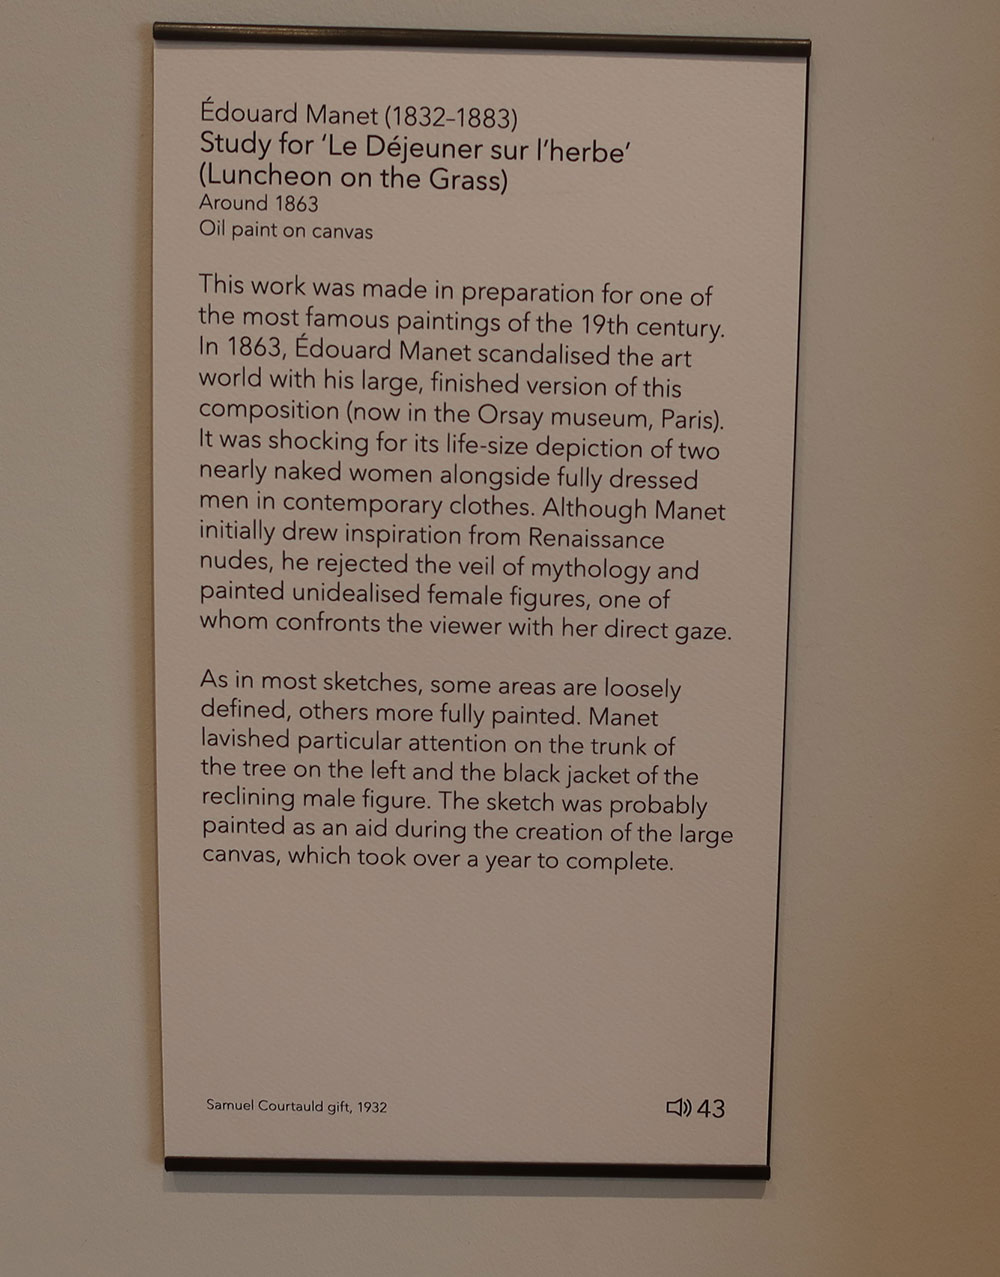 Édouard Manet (1832–1883)
Study for ‘Le Déjeuner sur l’herbe’
(Luncheon on the Grass)
Around 1863
Oil paint on canvas
This work was made in preparation for one of
the most famous paintings of the 19th century.
In 1863, Édouard Manet scandalised the art
world with his large, finished version of this
composition (now in the Orsay museum, Paris).
It was shocking for its life-size depiction of two
nearly naked women alongside fully dressed
men in contemporary clothes. Although Manet
initially drew inspiration from Renaissance
nudes, he rejected the veil of mythology and
painted unidealised female figures, one of
whom confronts the viewer with her direct gaze.
As in most sketches, some areas are loosely
defined, others more fully painted. Manet
lavished particular attention on the trunk of
the tree on the left and the black jacket of the
reclining male figure. The sketch was probably
painted as an aid during the creation of the large
canvas, which took over a year to complete.
Samuel Courtauld gift, 1932
43